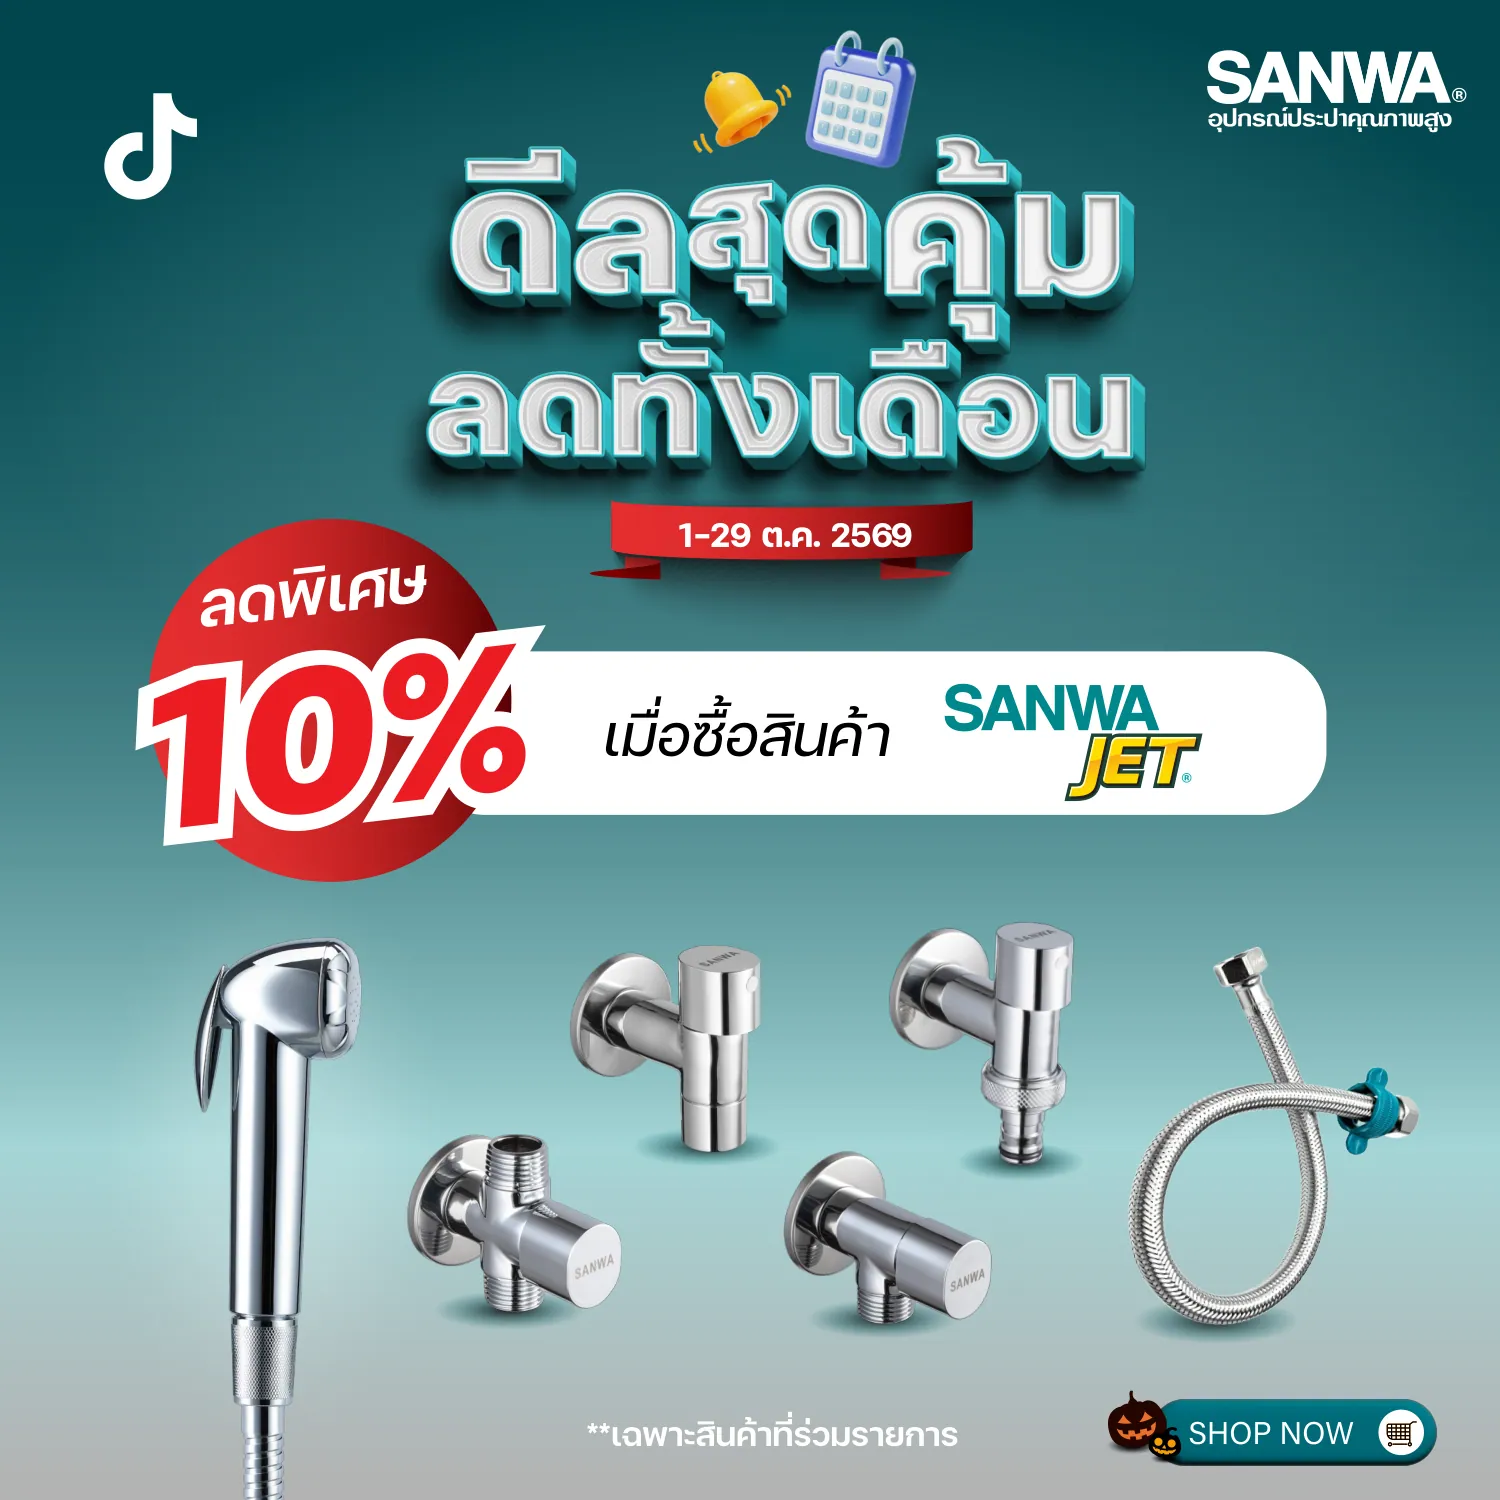 SANWA®
อุปกรณ์ประปาคุณภาพสูง
ดีลสุดคุ้ม
ลดทั้งเดือน
1-29 ต.ค. 2569
ลดพิเศษ
10%
เมื่อซื้อสินค้า
SANWA
JET®
SANWA
SANWA
SANWA
SANWA
**เฉพาะสินค้าที่ร่วมรายการ
SHOP NOW